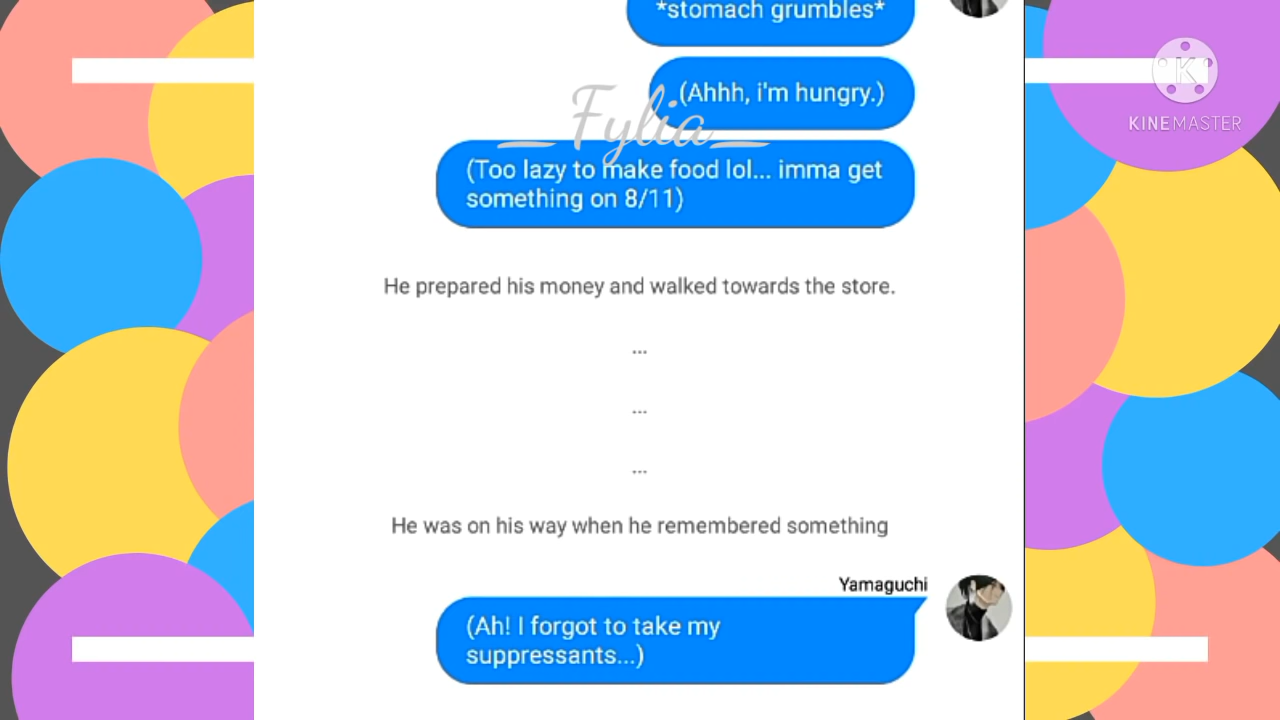 *stomach grumbles*
(Ahhh, i'm hungry.)
_Fylia_
(Too lazy to make food lol... imma get
something on 8/11)
He prepared his money and walked towards the store.
...
...
...
He was on his way when he remembered something
Yamaguchi
(Ah! I forgot to take my
suppressants...)
K
KINEMASTER